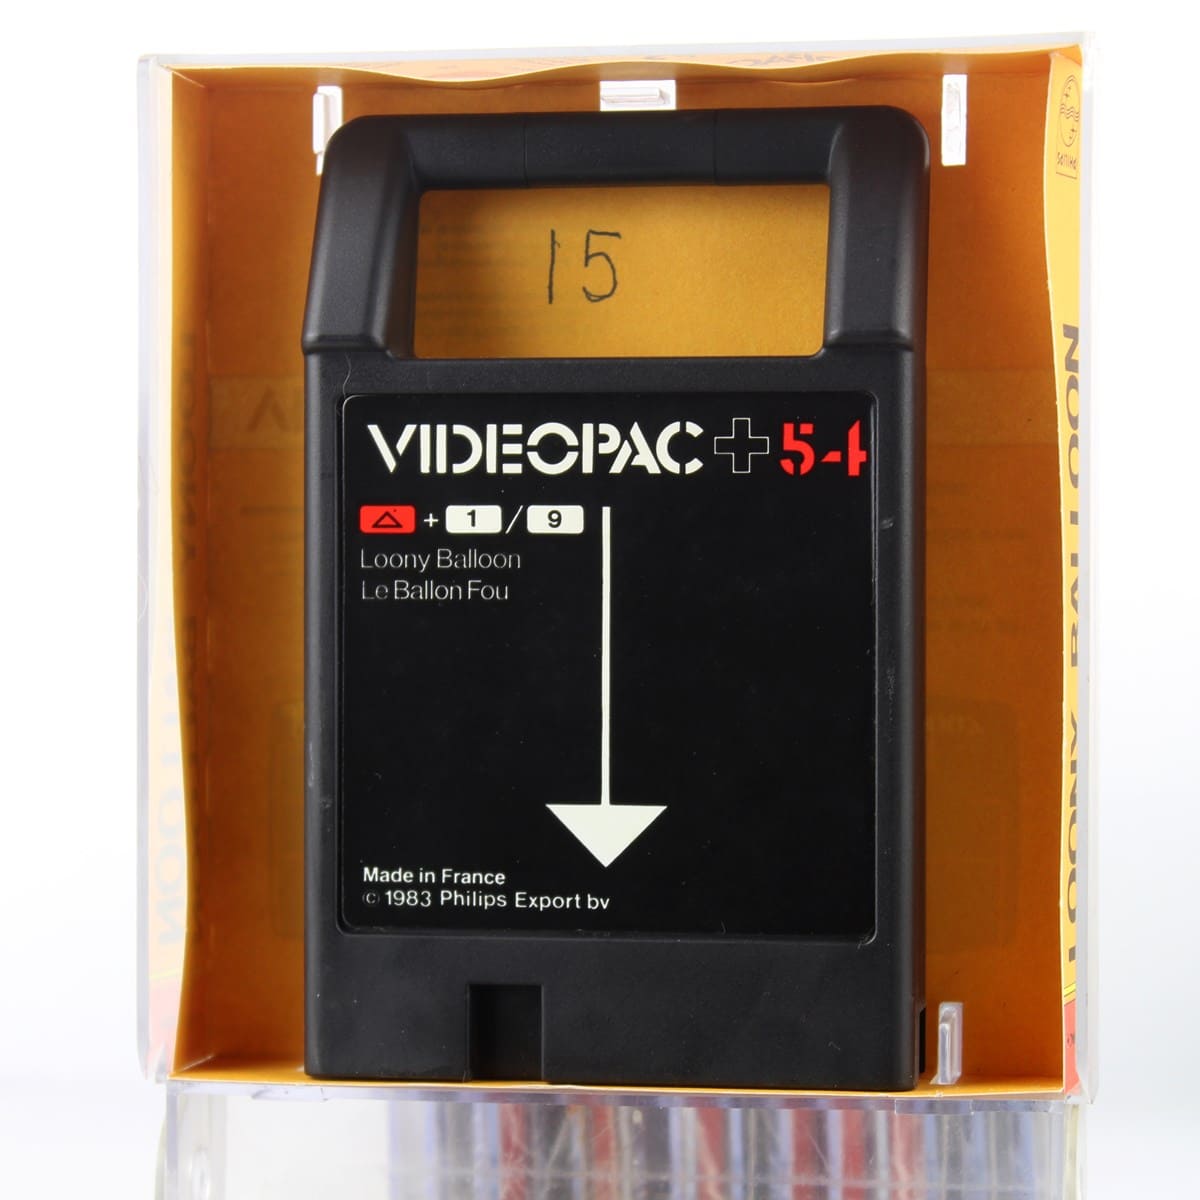 15
VIDEOPAC + 54
△ + 1 / 9
Loony Balloon
Le Ballon Fou
Made in France
© 1983 Philips Export bv
PHILIPS
LOONY BALLOON